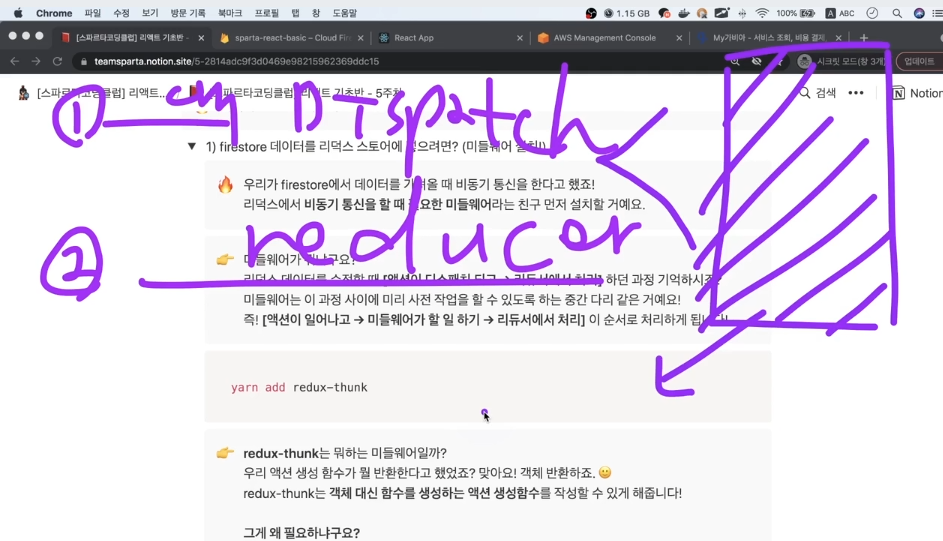 Chrome 파일 수정 보기 방문 기록 북마크 프로필 탭 창 도움말 1.15 GB 100% A ABC
[스파르타코딩클럽] 리액트 기초반 - sparta-react-basic – Cloud Fire React App AWS Management Console My가비아 - 서비스 조회, 비용 결제
teamsparta.notion.site/5-2814adc9f3d0469e98215962369ddc15 시크릿 모드(창 3개) 업데이트
[스파르타코딩클럽] 리액트... 스파르타코딩클럽] 리액트 기초반 - 5주차 검색 ••• Notion
① Dispatch
1) firestore 데이터를 리덕스 스토어에 넣으려면? (미들웨어 설치!)
우리가 firestore에서 데이터를 가져올 때 비동기 통신을 한다고 했죠!
리덕스에서 비동기 통신을 할 때 필요한 미들웨어라는 친구 먼저 설치할 거예요.
② reducer
미들웨어가 뭐냐구요?
리덕스 데이터를 수정할 때 [액션이 디스패치 되고 → 리듀서에서 처리] 하던 과정 기억하시죠?
미들웨어는 이 과정 사이에 미리 사전 작업을 할 수 있도록 하는 중간 다리 같은 거예요!
즉! [액션이 일어나고 → 미들웨어가 할 일 하기 → 리듀서에서 처리] 이 순서로 처리하게 됩니다!
yarn add redux-thunk
redux-thunk는 뭐하는 미들웨어일까?
우리 액션 생성 함수가 뭘 반환한다고 했었죠? 맞아요! 객체 반환하죠. 😀
redux-thunk는 객체 대신 함수를 생성하는 액션 생성함수를 작성할 수 있게 해줍니다!
그게 왜 필요하냐구요?